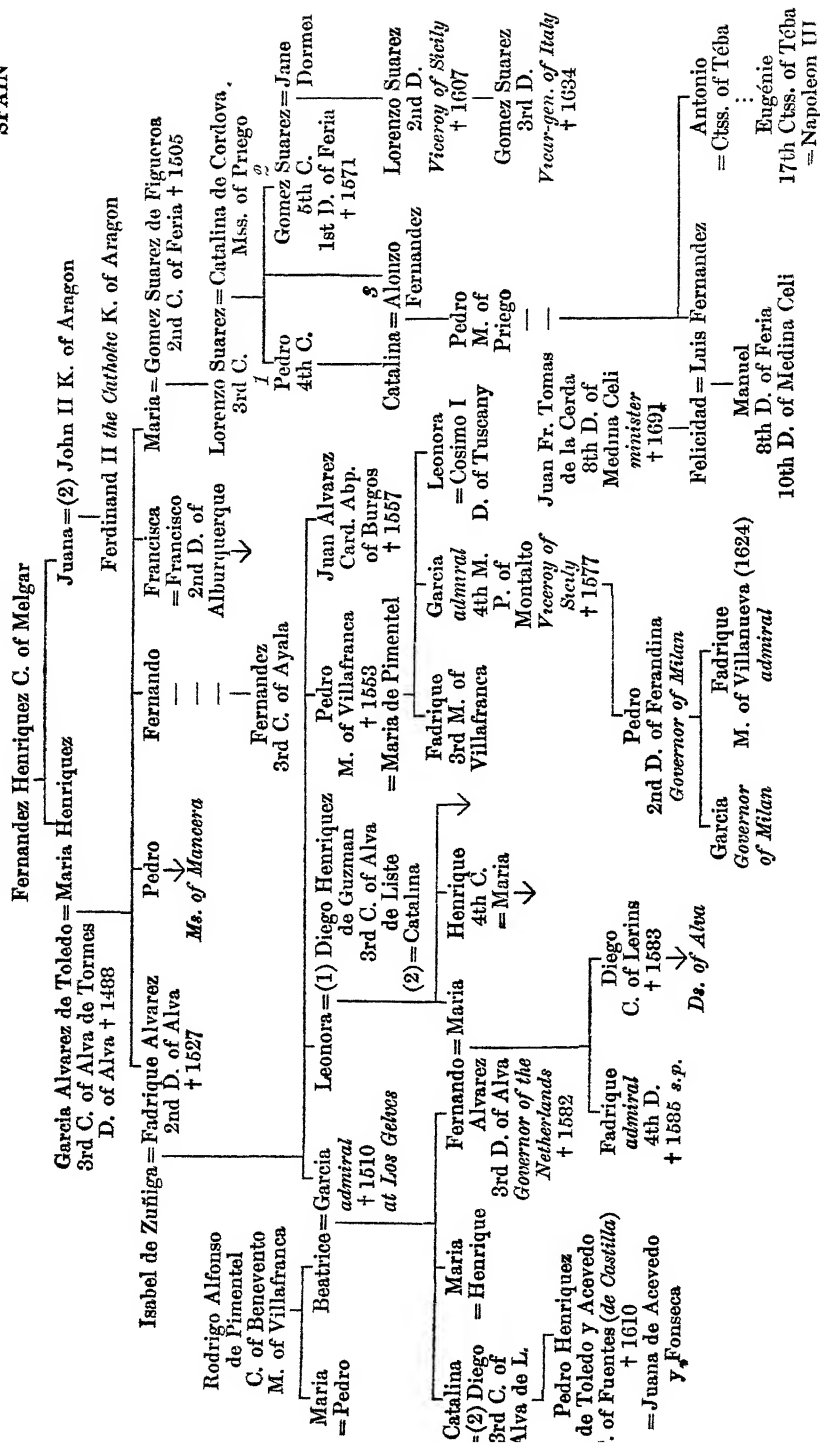 SPAIN
Fernandez Henriquez C. of Melgar
Garcia Alvarez de Toledo = Maria Henriquez
3rd C. of Alva de Tormes
D. of Alva † 1488
Juana = (2) John II K. of Aragon
Ferdinand II the Catholic K. of Aragon
Isabel de Zuñiga = Fadrique Alvarez
2nd D. of Alva
† 1527
Pedro
Ms. of Mancera
Fernando
Fernandez
3rd C. of Ayala
Francisca
= Francisco
2nd D. of
Alburquerque
Maria = Gomez Suarez de Figueroa
2nd C. of Feria † 1505
Lorenzo Suarez = Catalina de Cordova
3rd C.
Mss. of Priego
1
Pedro
4th C.
2
Gomez Suarez = Jane
5th C.
Dormer
1st D. of Feria
† 1571
Catalina = Alonzo
3
Fernandez
Lorenzo Suarez
2nd D.
Viceroy of Sicily
† 1607
Pedro
M. of
Priego
Gomez Suarez
3rd D.
Vicar-gen. of Italy
† 1634
Rodrigo Alfonso
de Pimentel
C. of Benevento
M. of Villafranca
Maria
= Pedro
Beatrice = Garcia
admiral
† 1510
at Los Gelves
Leonora = (1) Diego Henriquez
de Guzman
3rd C. of Alva
de Liste
(2) = Catalina
Pedro
M. of Villafranca
† 1553
= Maria de Pimentel
Juan Alvarez
Card. Abp.
of Burgos
† 1557
Catalina
=(2) Diego
3rd C. of
Alva de L.
Maria
= Henrique
Fernando = Maria
Alvarez
3rd D. of Alva
Governor of the
Netherlands
† 1582
Henrique
4th C.
= Maria
Fadrique
3rd M. of
Villafranca
Garcia
admiral
4th M.
P. of
Montalto
Viceroy of
Sicily
† 1577
Leonora
= Cosimo I
D. of Tuscany
Juan Fr. Tomas
de la Cerda
8th D. of
Medina Celi
minister
† 1691
Pedro Henriquez
de Toledo y Acevedo
. of Fuentes (de Castilla)
† 1610
= Juana de Acevedo
y Fonseca
Fadrique
admiral
4th D.
† 1585 s.p.
Diego
C. of Lerins
† 1583
Ds. of Alva
Pedro
2nd D. of Ferandina
Governor of Milan
Garcia
Governor
of Milan
Fadrique
M. of Villanueva (1624)
admiral
Felicidad = Luis Fernandez
Manuel
8th D. of Feria
10th D. of Medina Celi
Antonio
= Ctss. of Téba
Eugénie
17th Ctss. of Téba
= Napoleon III